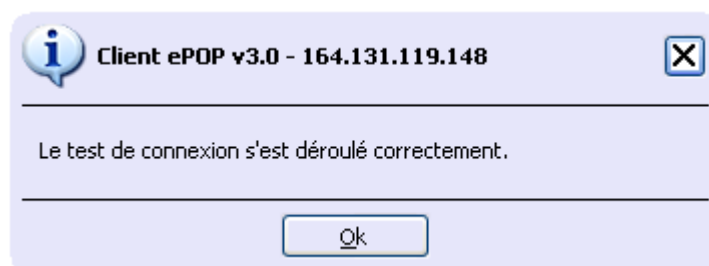 Client ePOP v3.0 - 164.131.119.148
Le test de connexion s'est déroulé correctement.
Ok